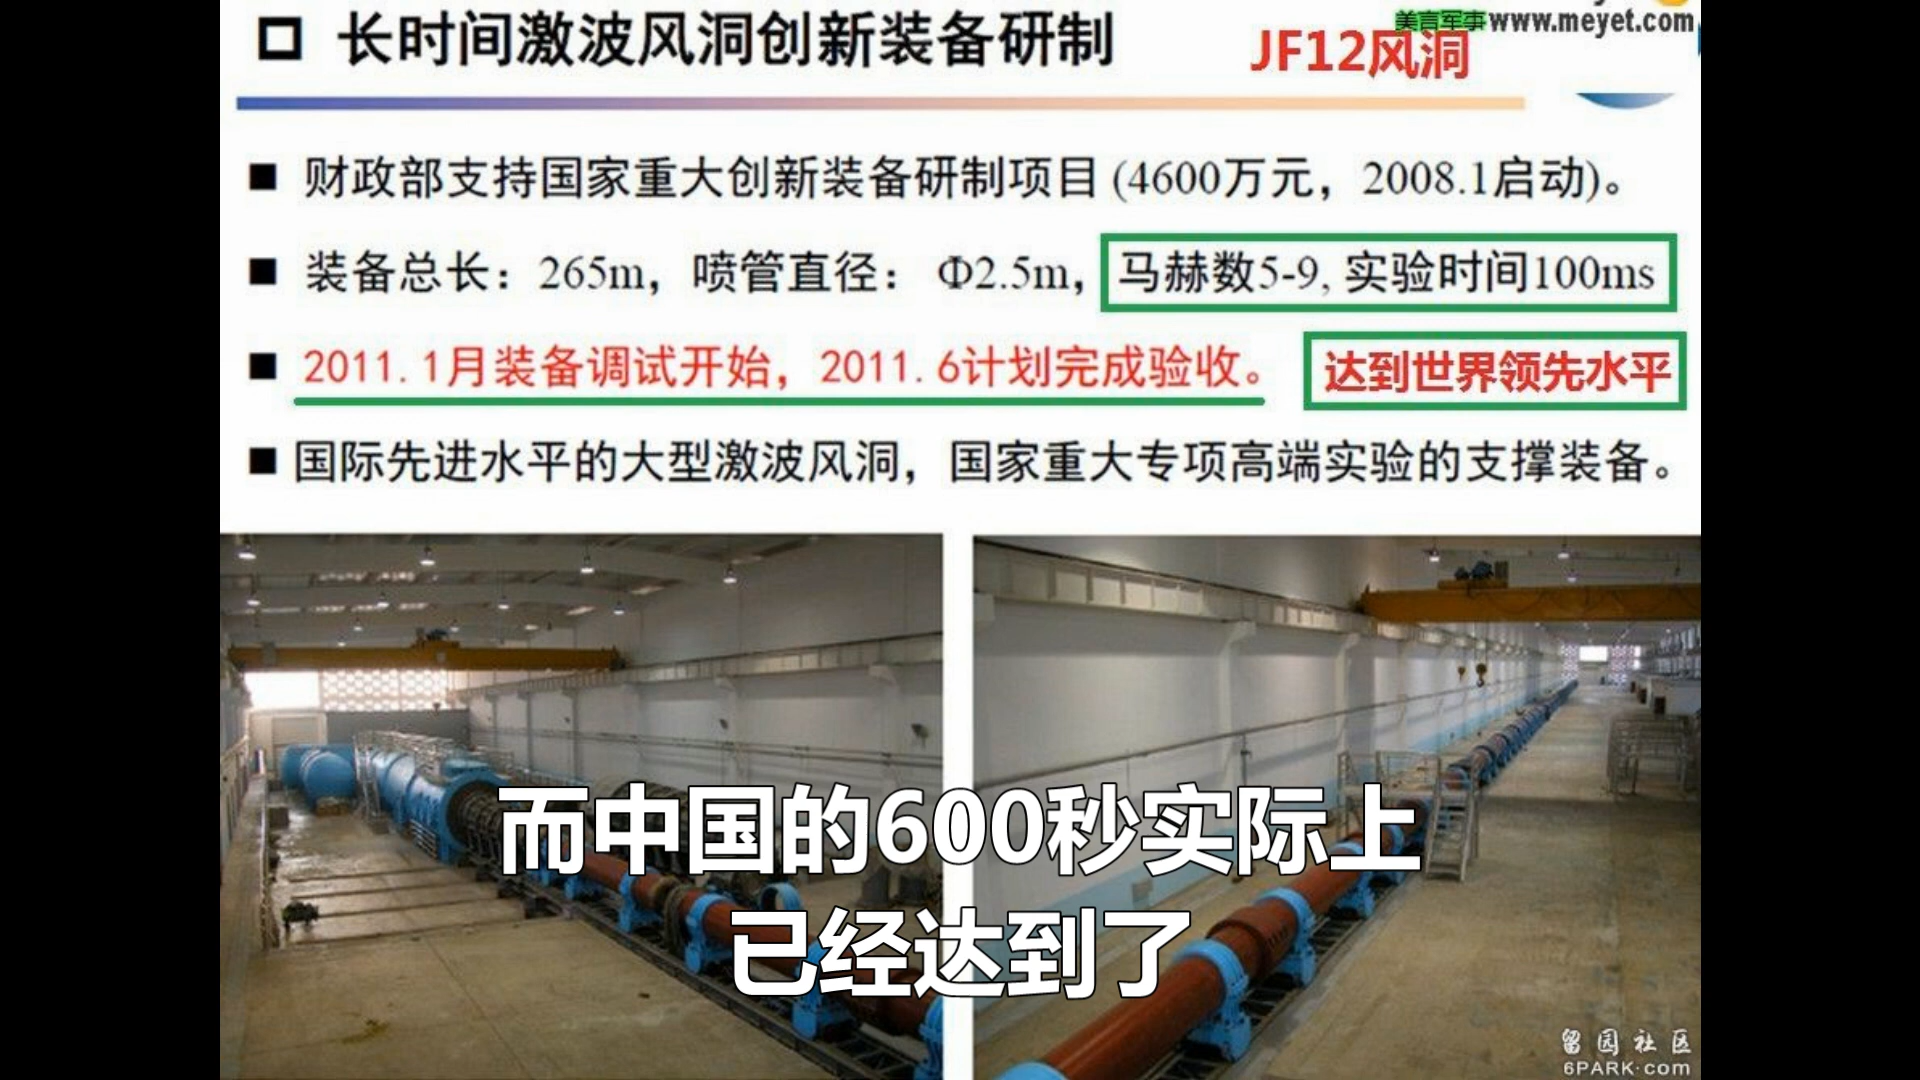 长时间激波风洞创新装备研制
美言军事www.meyet.com
JF12风洞
财政部支持国家重大创新装备研制项目 (4600万元，2008.1启动)。
装备总长：265m，喷管直径： Φ2.5m，马赫数5-9, 实验时间100ms
2011.1月装备调试开始，2011.6计划完成验收。
达到世界领先水平
国际先进水平的大型激波风洞，国家重大专项高端实验的支撑装备。
而中国的600秒实际上
已经达到了
留园社区
6PARK.com